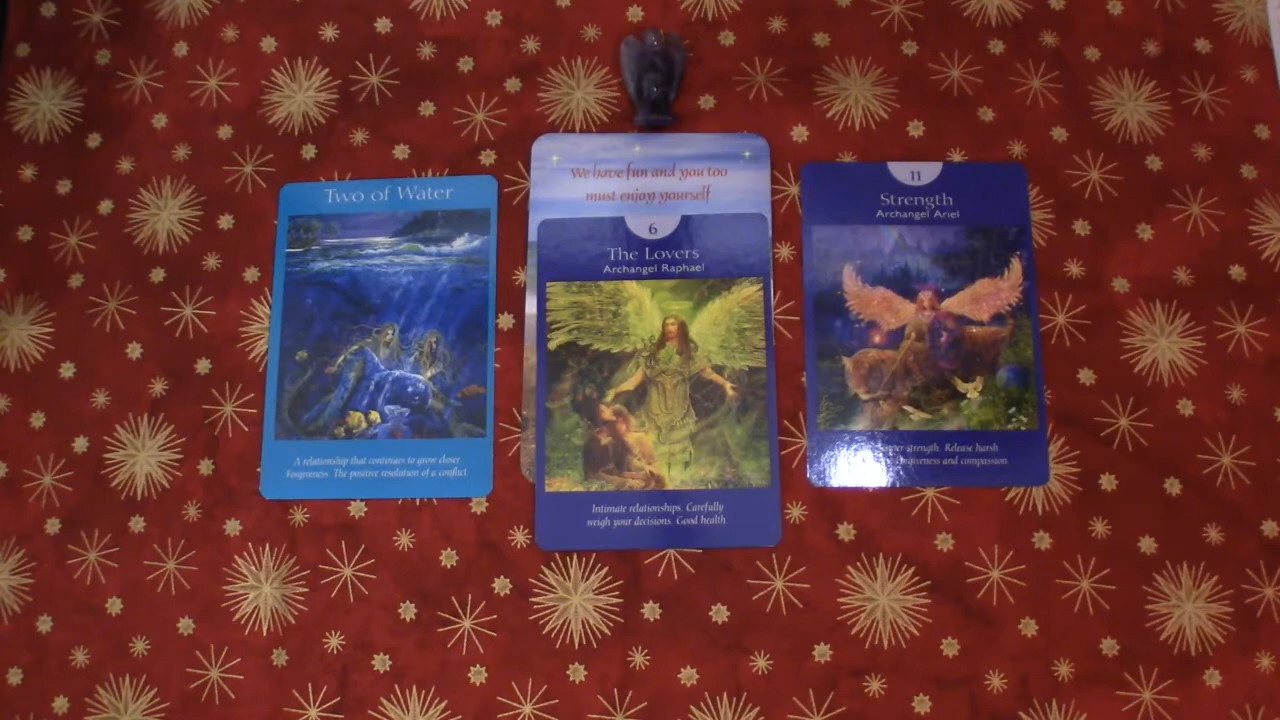 Two of Water
A relationship that continues to grow closer.
Forgiveness. The positive resolution of a conflict.
We have fun and you too
must enjoy yourself
6
The Lovers
Archangel Raphael
Intimate relationships. Carefully
weigh your decisions. Good health.
11
Strength
Archangel Ariel
strength. Release harsh
forgiveness and compassion.